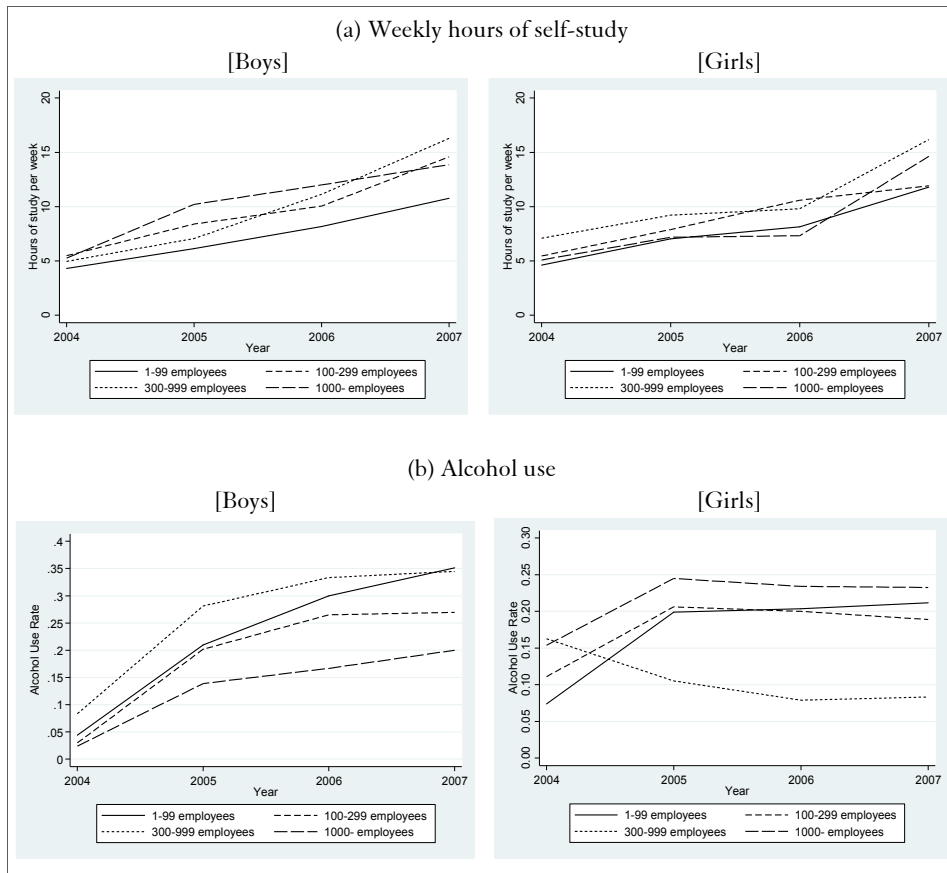 (a) Weekly hours of self-study
[Boys]
[Girls]
Hours of study per week
20
15
10
5
0
2004 2005 2006 2007
Year
1-99 employees 100-299 employees
300-999 employees 1000- employees
Hours of study per week
20
15
10
5
0
2004 2005 2006 2007
Year
1-99 employees 100-299 employees
300-999 employees 1000- employees
(b) Alcohol use
[Boys]
[Girls]
Alcohol Use Rate
.4
.35
.3
.25
.2
.15
.1
.05
0
2004 2005 2006 2007
Year
1-99 employees 100-299 employees
300-999 employees 1000- employees
Alcohol Use Rate
0.30
0.25
0.20
0.15
0.10
0.05
0.00
2004 2005 2006 2007
Year
1-99 employees 100-299 employees
300-999 employees 1000- employees